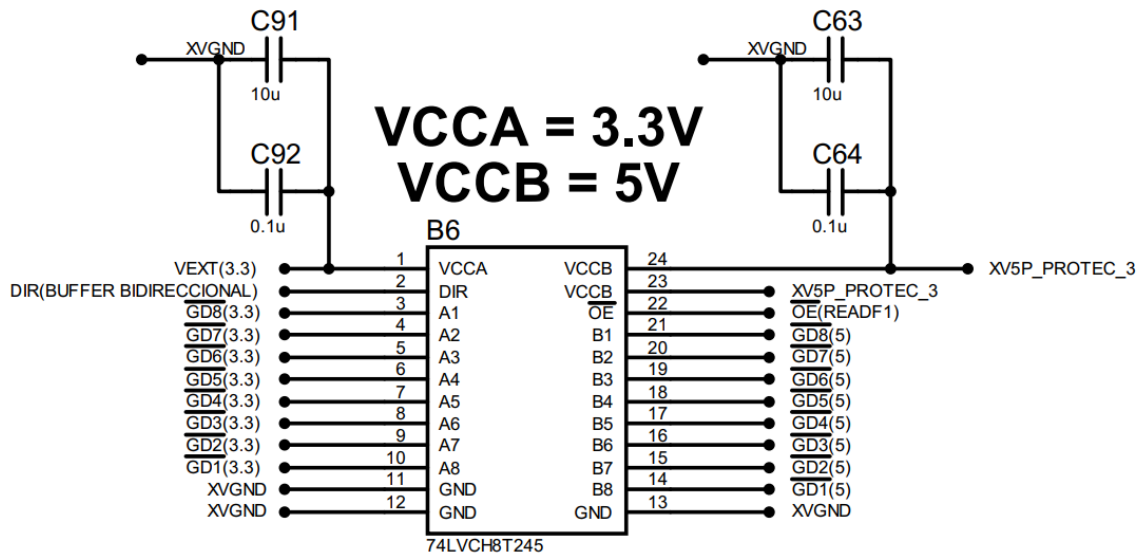 C91
C63
XVGND
XVGND
10u
10u
VCCA = 3.3V
VCCB = 5V
C92
C64
0.1u
0.1u
B6
VEXT(3.3) 1 VCCA VCCB 24 XV5P_PROTEC_3
DIR(BUFFER BIDIRECCIONAL) 2 DIR VCCB 23 XV5P_PROTEC_3
GD8(3.3) 3 A1 OE 22 OE(READF1)
GD7(3.3) 4 A2 B1 21 GD8(5)
GD6(3.3) 5 A3 B2 20 GD7(5)
GD5(3.3) 6 A4 B3 19 GD6(5)
GD4(3.3) 7 A5 B4 18 GD5(5)
GD3(3.3) 8 A6 B5 17 GD4(5)
GD2(3.3) 9 A7 B6 16 GD3(5)
GD1(3.3) 10 A8 B7 15 GD2(5)
XVGND 11 GND B8 14 GD1(5)
XVGND 12 GND GND 13 XVGND
74LVCH8T245